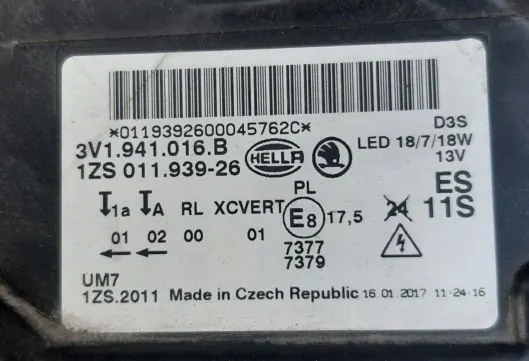 *0119392600045762C*
3V1.941.016.B
1ZS 011.939-26
HELLA
D3S
LED 18/7/18W
13V
1a A RL XCVERT PL
E8 17,5
24 ES
11S
01 02 00 01
7377
7379
UM7
1ZS.2011 Made in Czech Republic 16 01 2017 11-24-16